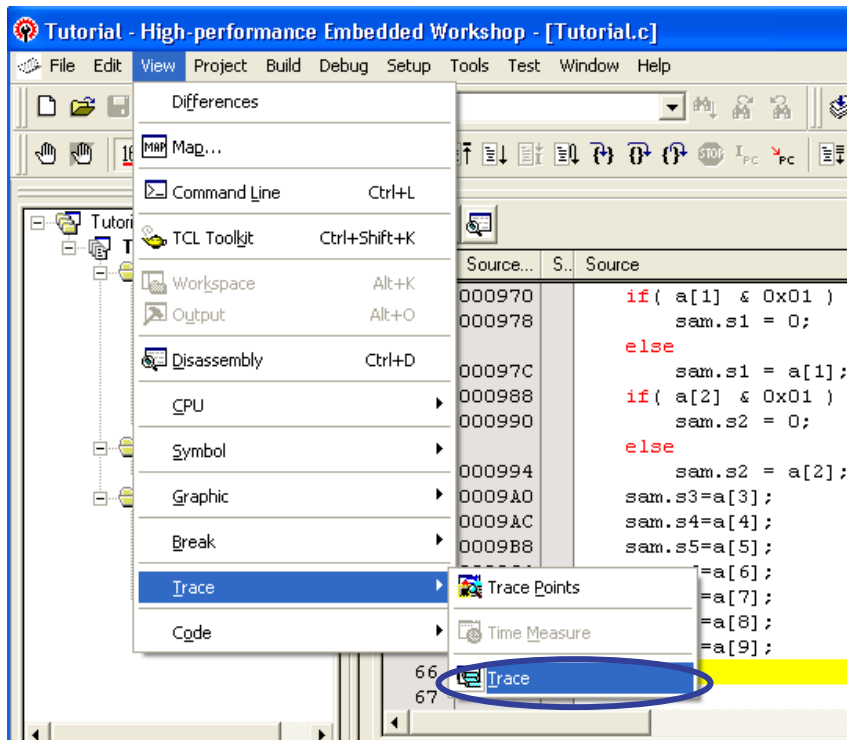 Tutorial - High-performance Embedded Workshop - [Tutorial.c]
File Edit View Project Build Debug Setup Tools Test Window Help
Differences
Map...
Command Line Ctrl+L
TCL Toolkit Ctrl+Shift+K
Workspace Alt+K
Output Alt+O
Disassembly Ctrl+D
CPU
Symbol
Graphic
Break
Trace
Code
Trace Points
Time Measure
Trace
Tutori
T
Source... S.. Source
000970 if( a[1] & 0x01 )
000978 sam.s1 = 0;
else
00097C sam.s1 = a[1];
000988 if( a[2] & 0x01 )
000990 sam.s2 = 0;
else
000994 sam.s2 = a[2];
0009A0 sam.s3=a[3];
0009AC sam.s4=a[4];
0009B8 sam.s5=a[5];
=a[6];
=a[7];
=a[8];
=a[9];
66
67